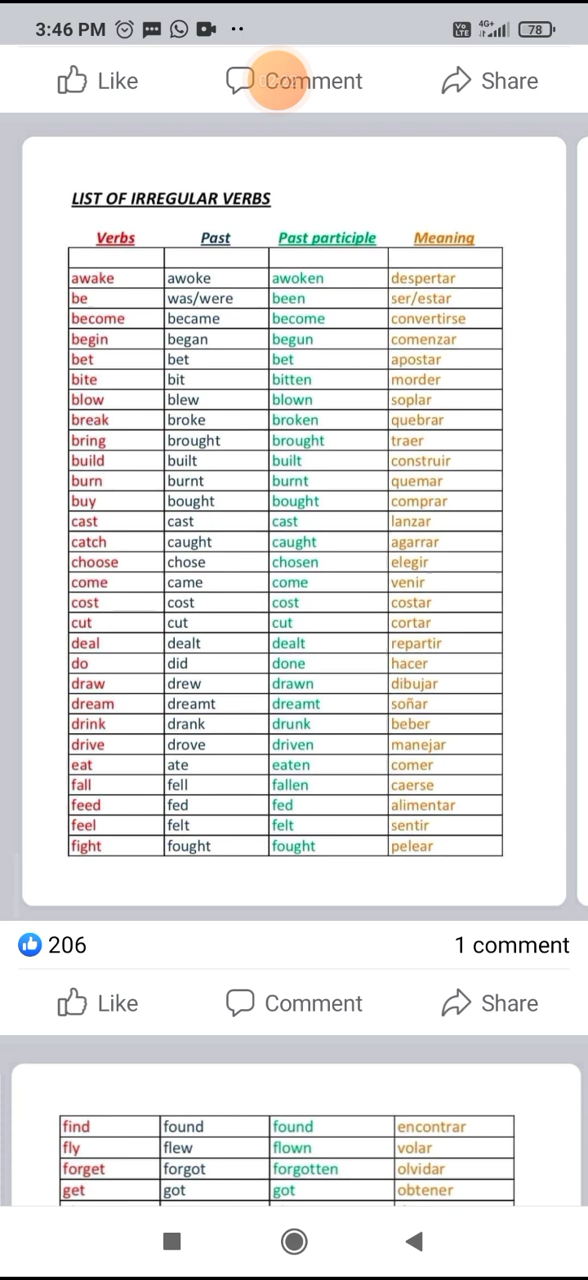 3:46 PM
Vo LTE 4G+ 78
Like Comment Share
LIST OF IRREGULAR VERBS
Verbs Past Past participle Meaning
awake awoke awoken despertar
be was/were been ser/estar
become became become convertirse
begin began begun comenzar
bet bet bet apostar
bite bit bitten morder
blow blew blown soplar
break broke broken quebrar
bring brought brought traer
build built built construir
burn burnt burnt quemar
buy bought bought comprar
cast cast cast lanzar
catch caught caught agarrar
choose chose chosen elegir
come came come venir
cost cost cost costar
cut cut cut cortar
deal dealt dealt repartir
do did done hacer
draw drew drawn dibujar
dream dreamt dreamt soñar
drink drank drunk beber
drive drove driven manejar
eat ate eaten comer
fall fell fallen caerse
feed fed fed alimentar
feel felt felt sentir
fight fought fought pelear
206 1 comment
Like Comment Share
find found found encontrar
fly flew flown volar
forget forgot forgotten olvidar
get got got obtener